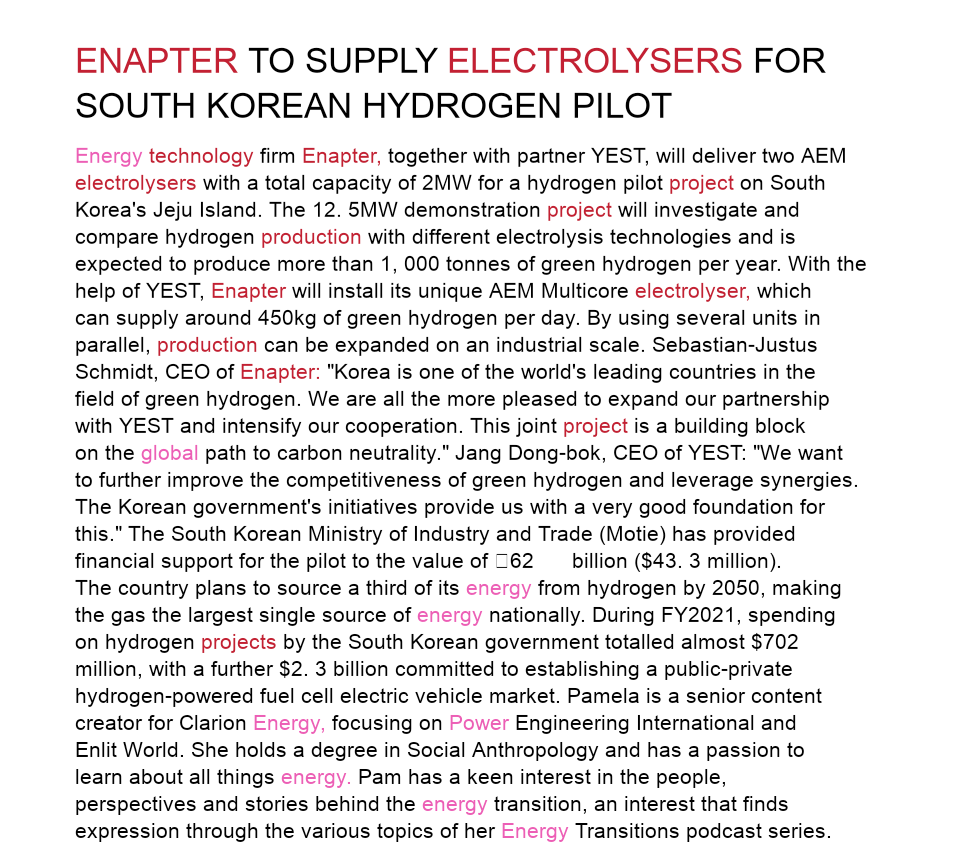 ENAPTER TO SUPPLY ELECTROLYSERS FOR
SOUTH KOREAN HYDROGEN PILOT
Energy technology firm Enapter, together with partner YEST, will deliver two AEM
electrolysers with a total capacity of 2MW for a hydrogen pilot project on South
Korea's Jeju Island. The 12. 5MW demonstration project will investigate and
compare hydrogen production with different electrolysis technologies and is
expected to produce more than 1, 000 tonnes of green hydrogen per year. With the
help of YEST, Enapter will install its unique AEM Multicore electrolyser, which
can supply around 450kg of green hydrogen per day. By using several units in
parallel, production can be expanded on an industrial scale. Sebastian-Justus
Schmidt, CEO of Enapter: "Korea is one of the world's leading countries in the
field of green hydrogen. We are all the more pleased to expand our partnership
with YEST and intensify our cooperation. This joint project is a building block
on the global path to carbon neutrality." Jang Dong-bok, CEO of YEST: "We want
to further improve the competitiveness of green hydrogen and leverage synergies.
The Korean government's initiatives provide us with a very good foundation for
this." The South Korean Ministry of Industry and Trade (Motie) has provided
financial support for the pilot to the value of □62 billion ($43. 3 million).
The country plans to source a third of its energy from hydrogen by 2050, making
the gas the largest single source of energy nationally. During FY2021, spending
on hydrogen projects by the South Korean government totalled almost $702
million, with a further $2. 3 billion committed to establishing a public-private
hydrogen-powered fuel cell electric vehicle market. Pamela is a senior content
creator for Clarion Energy, focusing on Power Engineering International and
Enlit World. She holds a degree in Social Anthropology and has a passion to
learn about all things energy. Pam has a keen interest in the people,
perspectives and stories behind the energy transition, an interest that finds
expression through the various topics of her Energy Transitions podcast series.